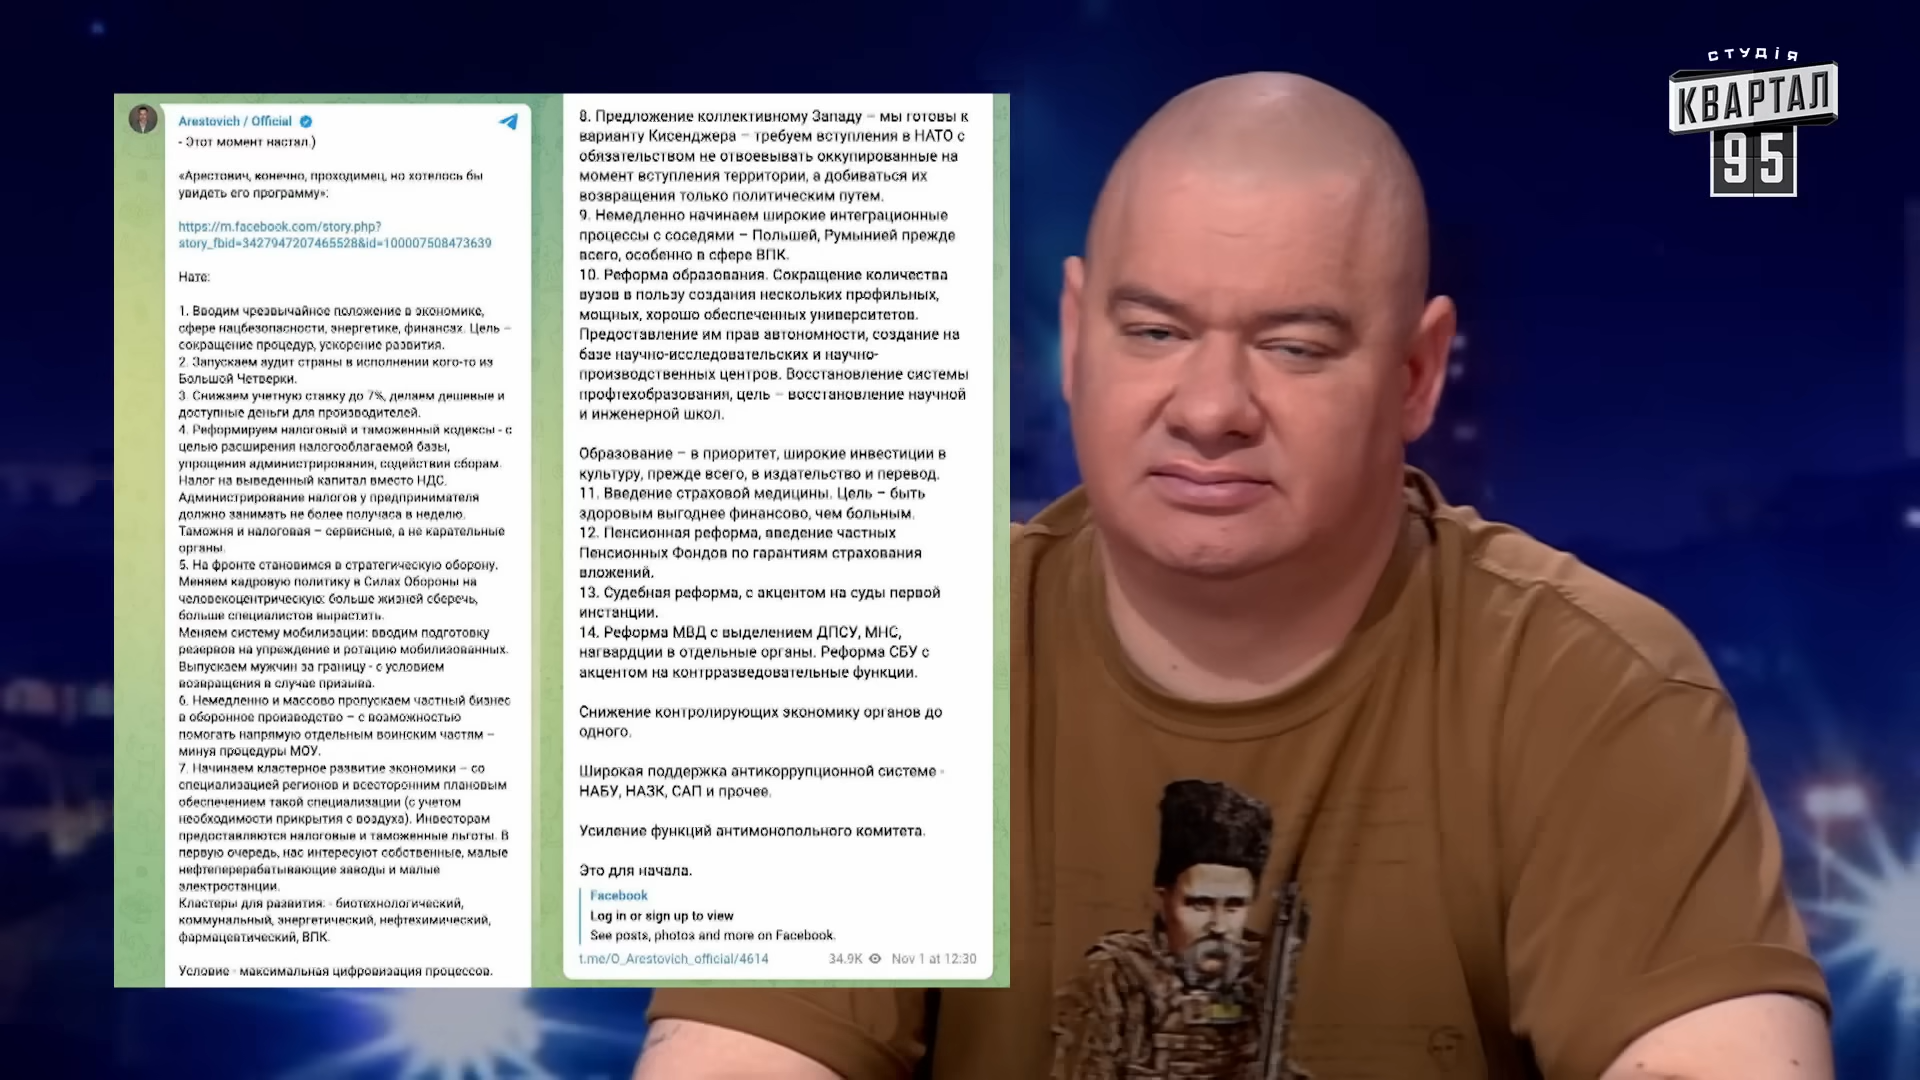 Arestovich / Official
- Этот момент настал.)
«Арестович, конечно, проходимец, но хотелось бы
увидеть его программу»:
https://m.facebook.com/story.php?
story_fbid=3427947207465528&id=100007508473639
Нате:
1. Вводим чрезвычайное положение в экономике,
сфере нацбезопасности, энергетике, финансах. Цель –
сокращение процедур, ускорение развития.
2. Запускаем аудит страны в исполнении кого-то из
Большой Четверки.
3. Снижаем учетную ставку до 7%, делаем дешевые и
доступные деньги для производителей.
4. Реформируем налоговый и таможенный кодексы - с
целью расширения налогооблагаемой базы,
упрощения администрирования, содействия сборам.
Налог на выведенный капитал вместо НДС.
Администрирование налогов у предпринимателя
должно занимать не более получаса в неделю.
Таможня и налоговая – сервисные, а не карательные
органы.
5. На фронте становимся в стратегическую оборону.
Меняем кадровую политику в Силах Обороны на
человекоцентрическую: больше жизней сберечь,
больше специалистов вырастить.
Меняем систему мобилизации: вводим подготовку
резервов на упреждение и ротацию мобилизованных.
Выпускаем мужчин за границу - с условием
возвращения в случае призыва.
6. Немедленно и массово пропускаем частный бизнес
в оборонное производство – с возможностью
помогать напрямую отдельным воинским частям –
минуя процедуры МОУ.
7. Начинаем кластерное развитие экономики – со
специализацией регионов и всесторонним плановым
обеспечением такой специализации (с учетом
необходимости прикрытия с воздуха). Инвесторам
предоставляются налоговые и таможенные льготы. В
первую очередь, нас интересуют собственные, малые
нефтеперерабатывающие заводы и малые
электростанции.
Кластеры для развития: - биотехнологический,
коммунальный, энергетический, нефтехимический,
фармацевтический, ВПК.
Условие - максимальная цифровизация процессов.
8. Предложение коллективному Западу – мы готовы к
варианту Кисенджера – требуем вступления в НАТО с
обязательством не отвоевывать оккупированные на
момент вступления территории, а добиваться их
возвращения только политическим путем.
9. Немедленно начинаем широкие интеграционные
процессы с соседями – Польшей, Румынией прежде
всего, особенно в сфере ВПК.
10. Реформа образования. Сокращение количества
вузов в пользу создания нескольких профильных,
мощных, хорошо обеспеченных университетов.
Предоставление им прав автономности, создание на
базе научно-исследовательских и научно-
производственных центров. Восстановление системы
профтехобразования, цель – восстановление научной
и инженерной школ.
Образование – в приоритет, широкие инвестиции в
культуру, прежде всего, в издательство и перевод.
11. Введение страховой медицины. Цель – быть
здоровым выгоднее финансово, чем больным.
12. Пенсионная реформа, введение частных
Пенсионных Фондов по гарантиям страхования
вложений.
13. Судебная реформа, с акцентом на суды первой
инстанции.
14. Реформа МВД с выделением ДПСУ, МНС,
нагвардции в отдельные органы. Реформа СБУ с
акцентом на контрразведовательные функции.
Снижение контролирующих экономику органов до
одного.
Широкая поддержка антикоррупционной системе -
НАБУ, НАЗК, САП и прочее.
Усиление функций антимонопольного комитета.
Это для начала.
Facebook
Log in or sign up to view
See posts, photos and more on Facebook.
t.me/O_Arestovich_official/4614 34.9K Nov 1 at 12:30
СТУДІЯ
КВАРТАЛ
95